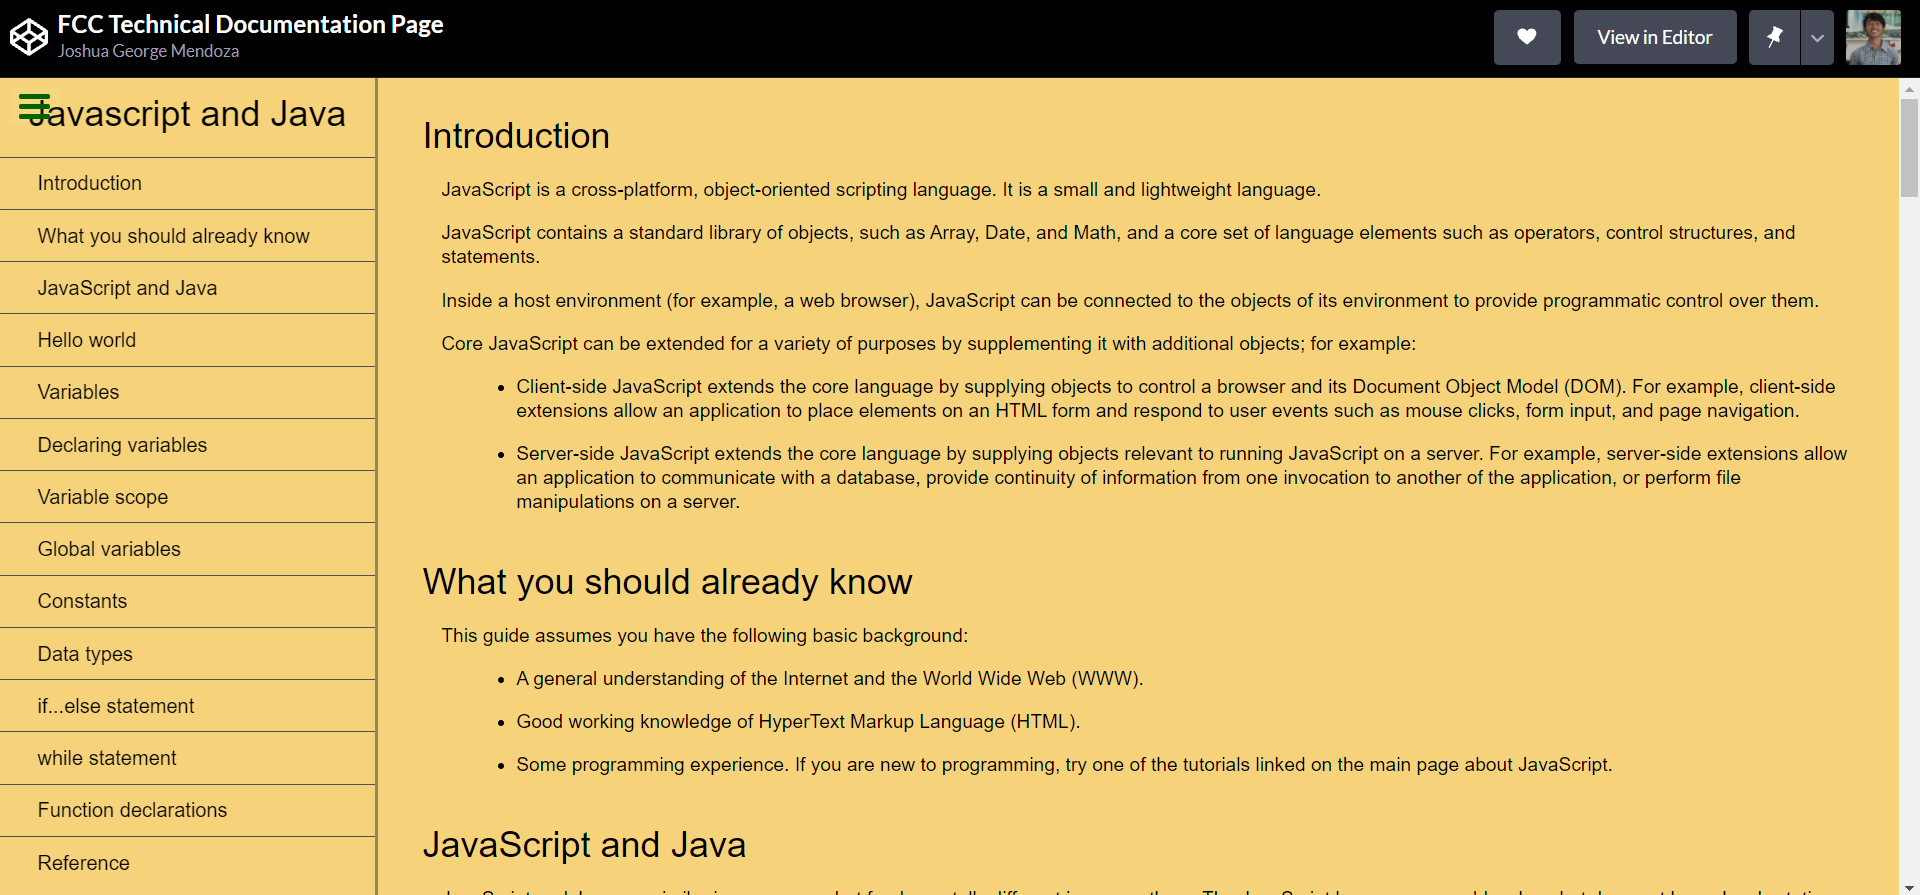 FCC Technical Documentation Page
Joshua George Mendoza
View in Editor
Javascript and Java
Introduction
What you should already know
JavaScript and Java
Hello world
Variables
Declaring variables
Variable scope
Global variables
Constants
Data types
if...else statement
while statement
Function declarations
Reference
Introduction
JavaScript is a cross-platform, object-oriented scripting language. It is a small and lightweight language.
JavaScript contains a standard library of objects, such as Array, Date, and Math, and a core set of language elements such as operators, control structures, and
statements.
Inside a host environment (for example, a web browser), JavaScript can be connected to the objects of its environment to provide programmatic control over them.
Core JavaScript can be extended for a variety of purposes by supplementing it with additional objects; for example:
• Client-side JavaScript extends the core language by supplying objects to control a browser and its Document Object Model (DOM). For example, client-side
extensions allow an application to place elements on an HTML form and respond to user events such as mouse clicks, form input, and page navigation.
• Server-side JavaScript extends the core language by supplying objects relevant to running JavaScript on a server. For example, server-side extensions allow
an application to communicate with a database, provide continuity of information from one invocation to another of the application, or perform file
manipulations on a server.
What you should already know
This guide assumes you have the following basic background:
• A general understanding of the Internet and the World Wide Web (WWW).
• Good working knowledge of HyperText Markup Language (HTML).
• Some programming experience. If you are new to programming, try one of the tutorials linked on the main page about JavaScript.
JavaScript and Java